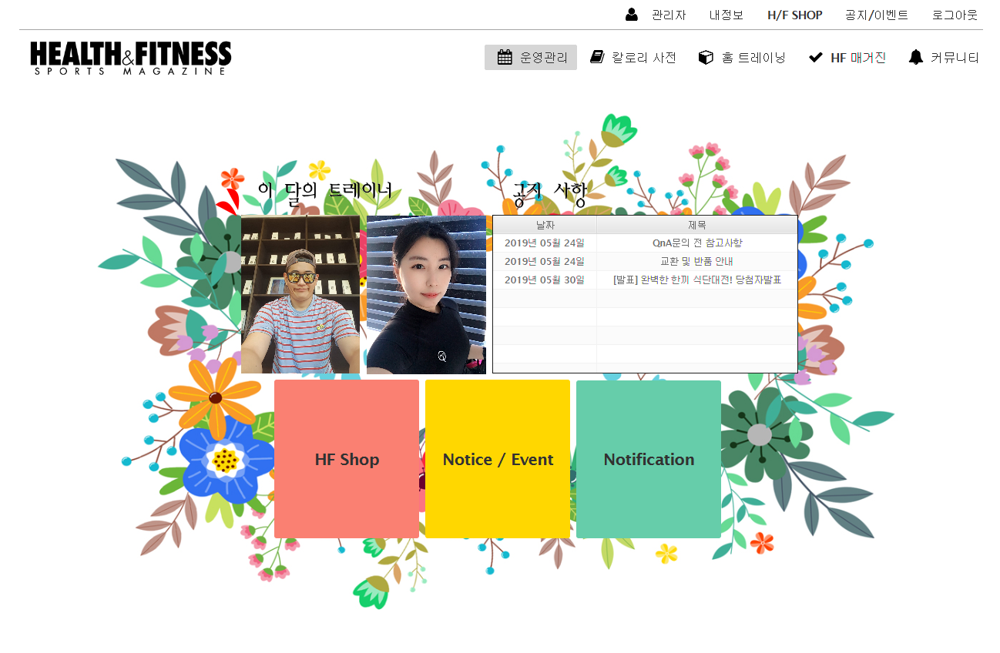 관리자 내정보 H/F SHOP 공지/이벤트 로그아웃
HEALTH&FITNESS
SPORTS MAGAZINE
운영관리 칼로리 사전 홈 트레이닝 HF 매거진 커뮤니티
이 달의 트레이너 공지 사항
날짜 제목
2019년 05월 24일 QnA문의 전 참고사항
2019년 05월 24일 교환 및 반품 안내
2019년 05월 30일 [발표] 완벽한 한끼 식단대전! 당첨자발표
HF Shop Notice / Event Notification